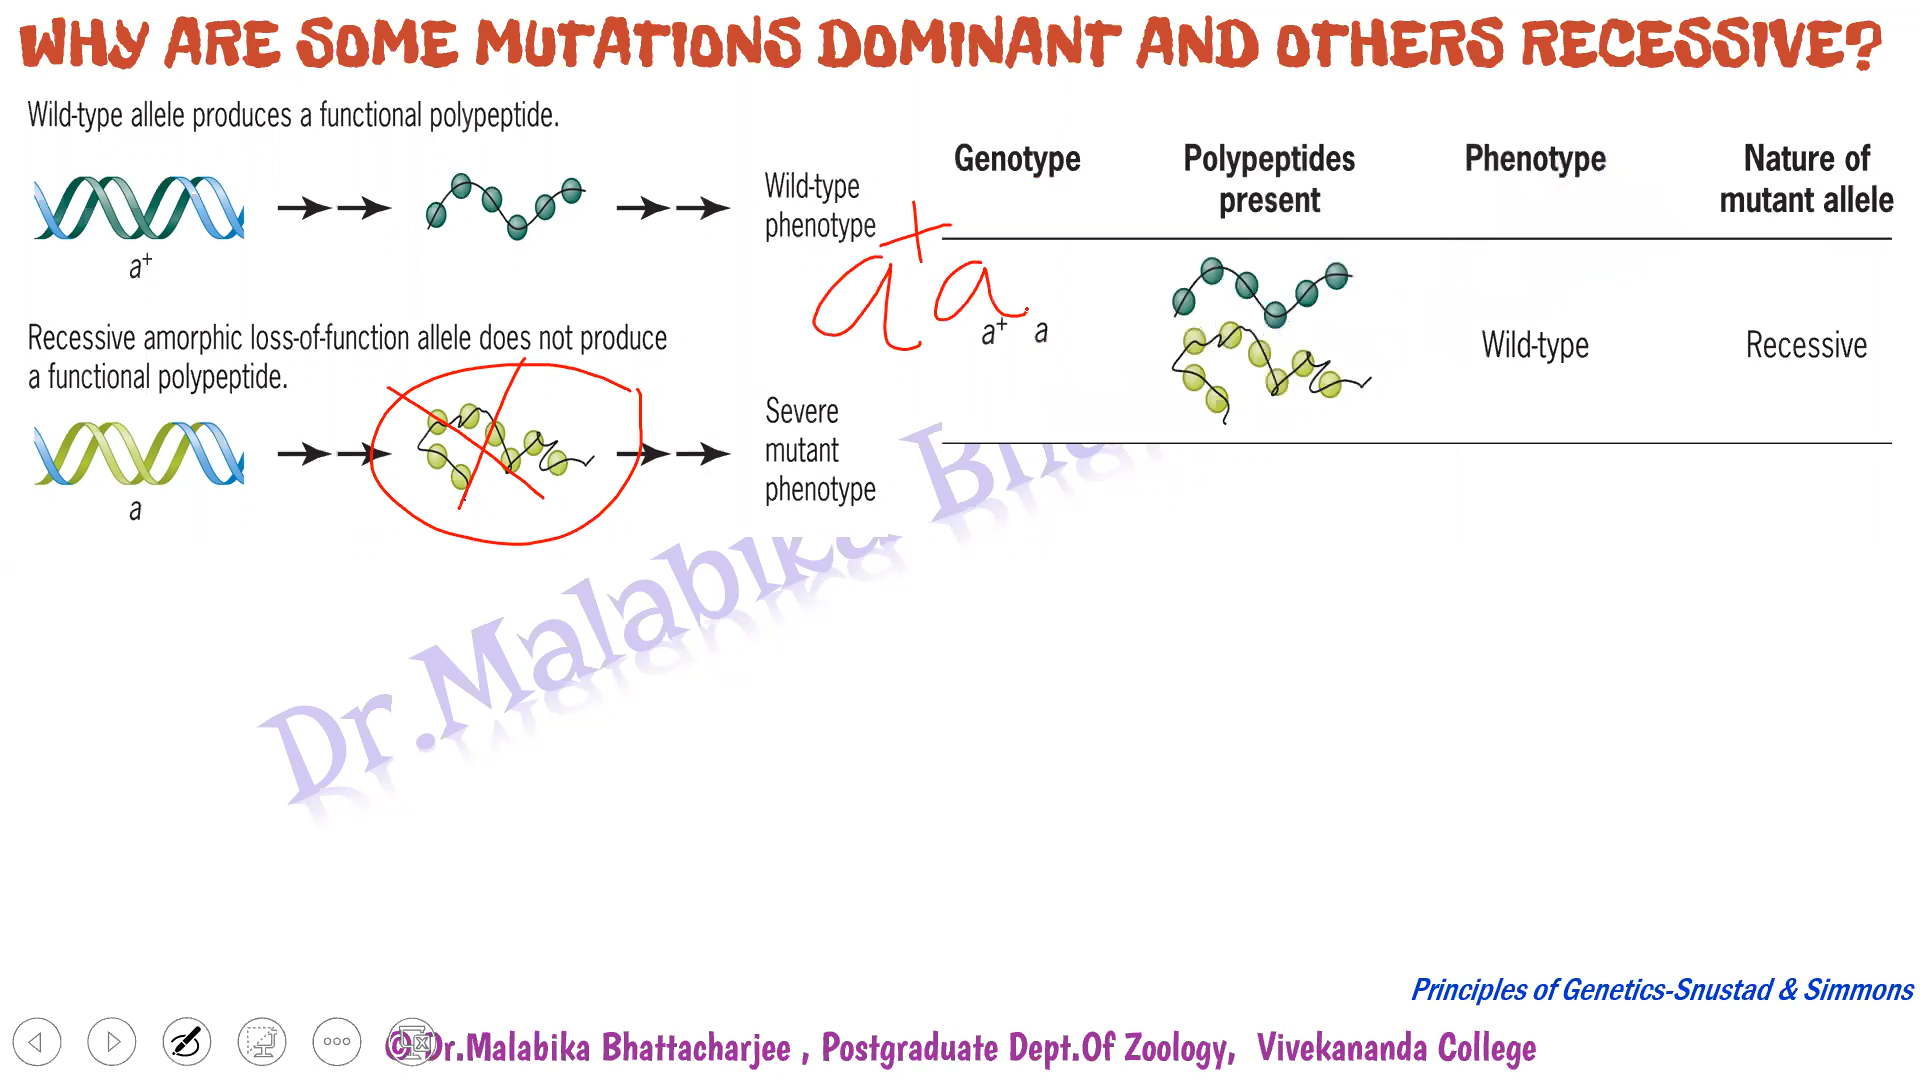 WHY ARE SOME MUTATIONS DOMINANT AND OTHERS RECESSIVE?
Wild-type allele produces a functional polypeptide.
a+
Wild-type
phenotype
Recessive amorphic loss-of-function allele does not produce
a functional polypeptide.
a
Severe
mutant
phenotype
Genotype
Polypeptides
present
Phenotype
Nature of
mutant allele
a+ a
a+ a
Wild-type
Recessive
Dr.Malabika
Principles of Genetics-Snustad & Simmons
© Dr.Malabika Bhattacharjee , Postgraduate Dept.Of Zoology, Vivekananda College